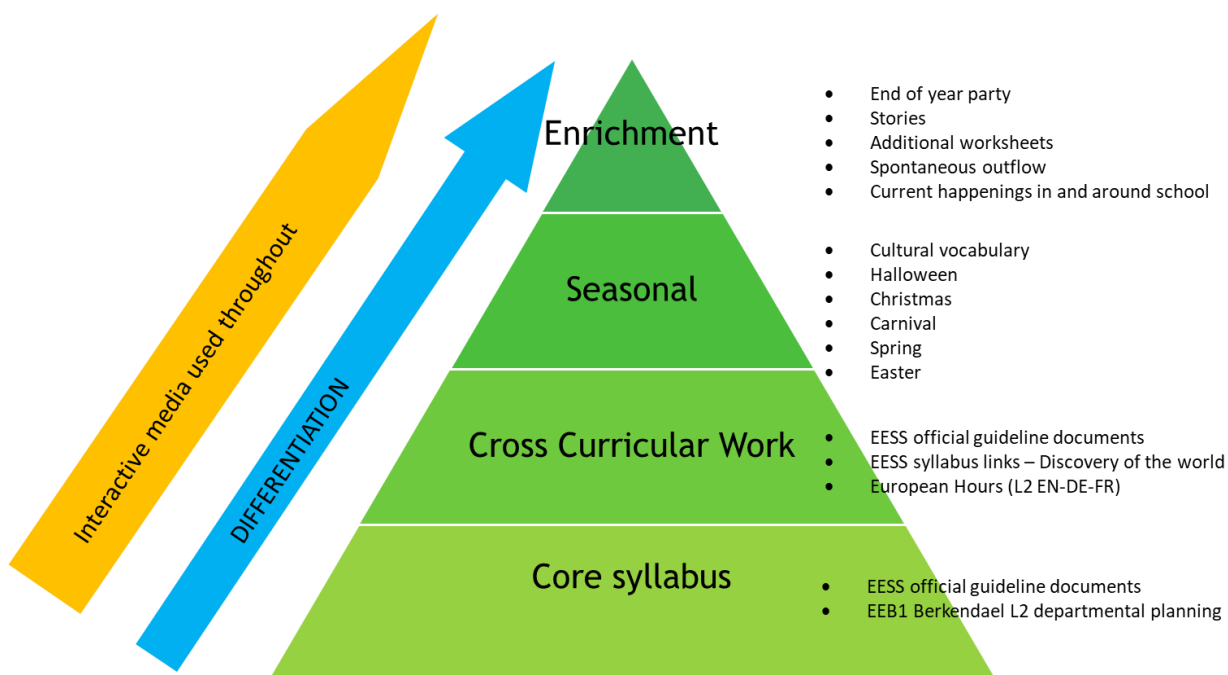 Interactive media used throughout
DIFFERENTIATION
Enrichment
• End of year party
• Stories
• Additional worksheets
• Spontaneous outflow
• Current happenings in and around school
Seasonal
• Cultural vocabulary
• Halloween
• Christmas
• Carnival
• Spring
• Easter
Cross Curricular Work
• EESS official guideline documents
• EESS syllabus links – Discovery of the world
• European Hours (L2 EN-DE-FR)
Core syllabus
• EESS official guideline documents
• EEB1 Berkendael L2 departmental planning